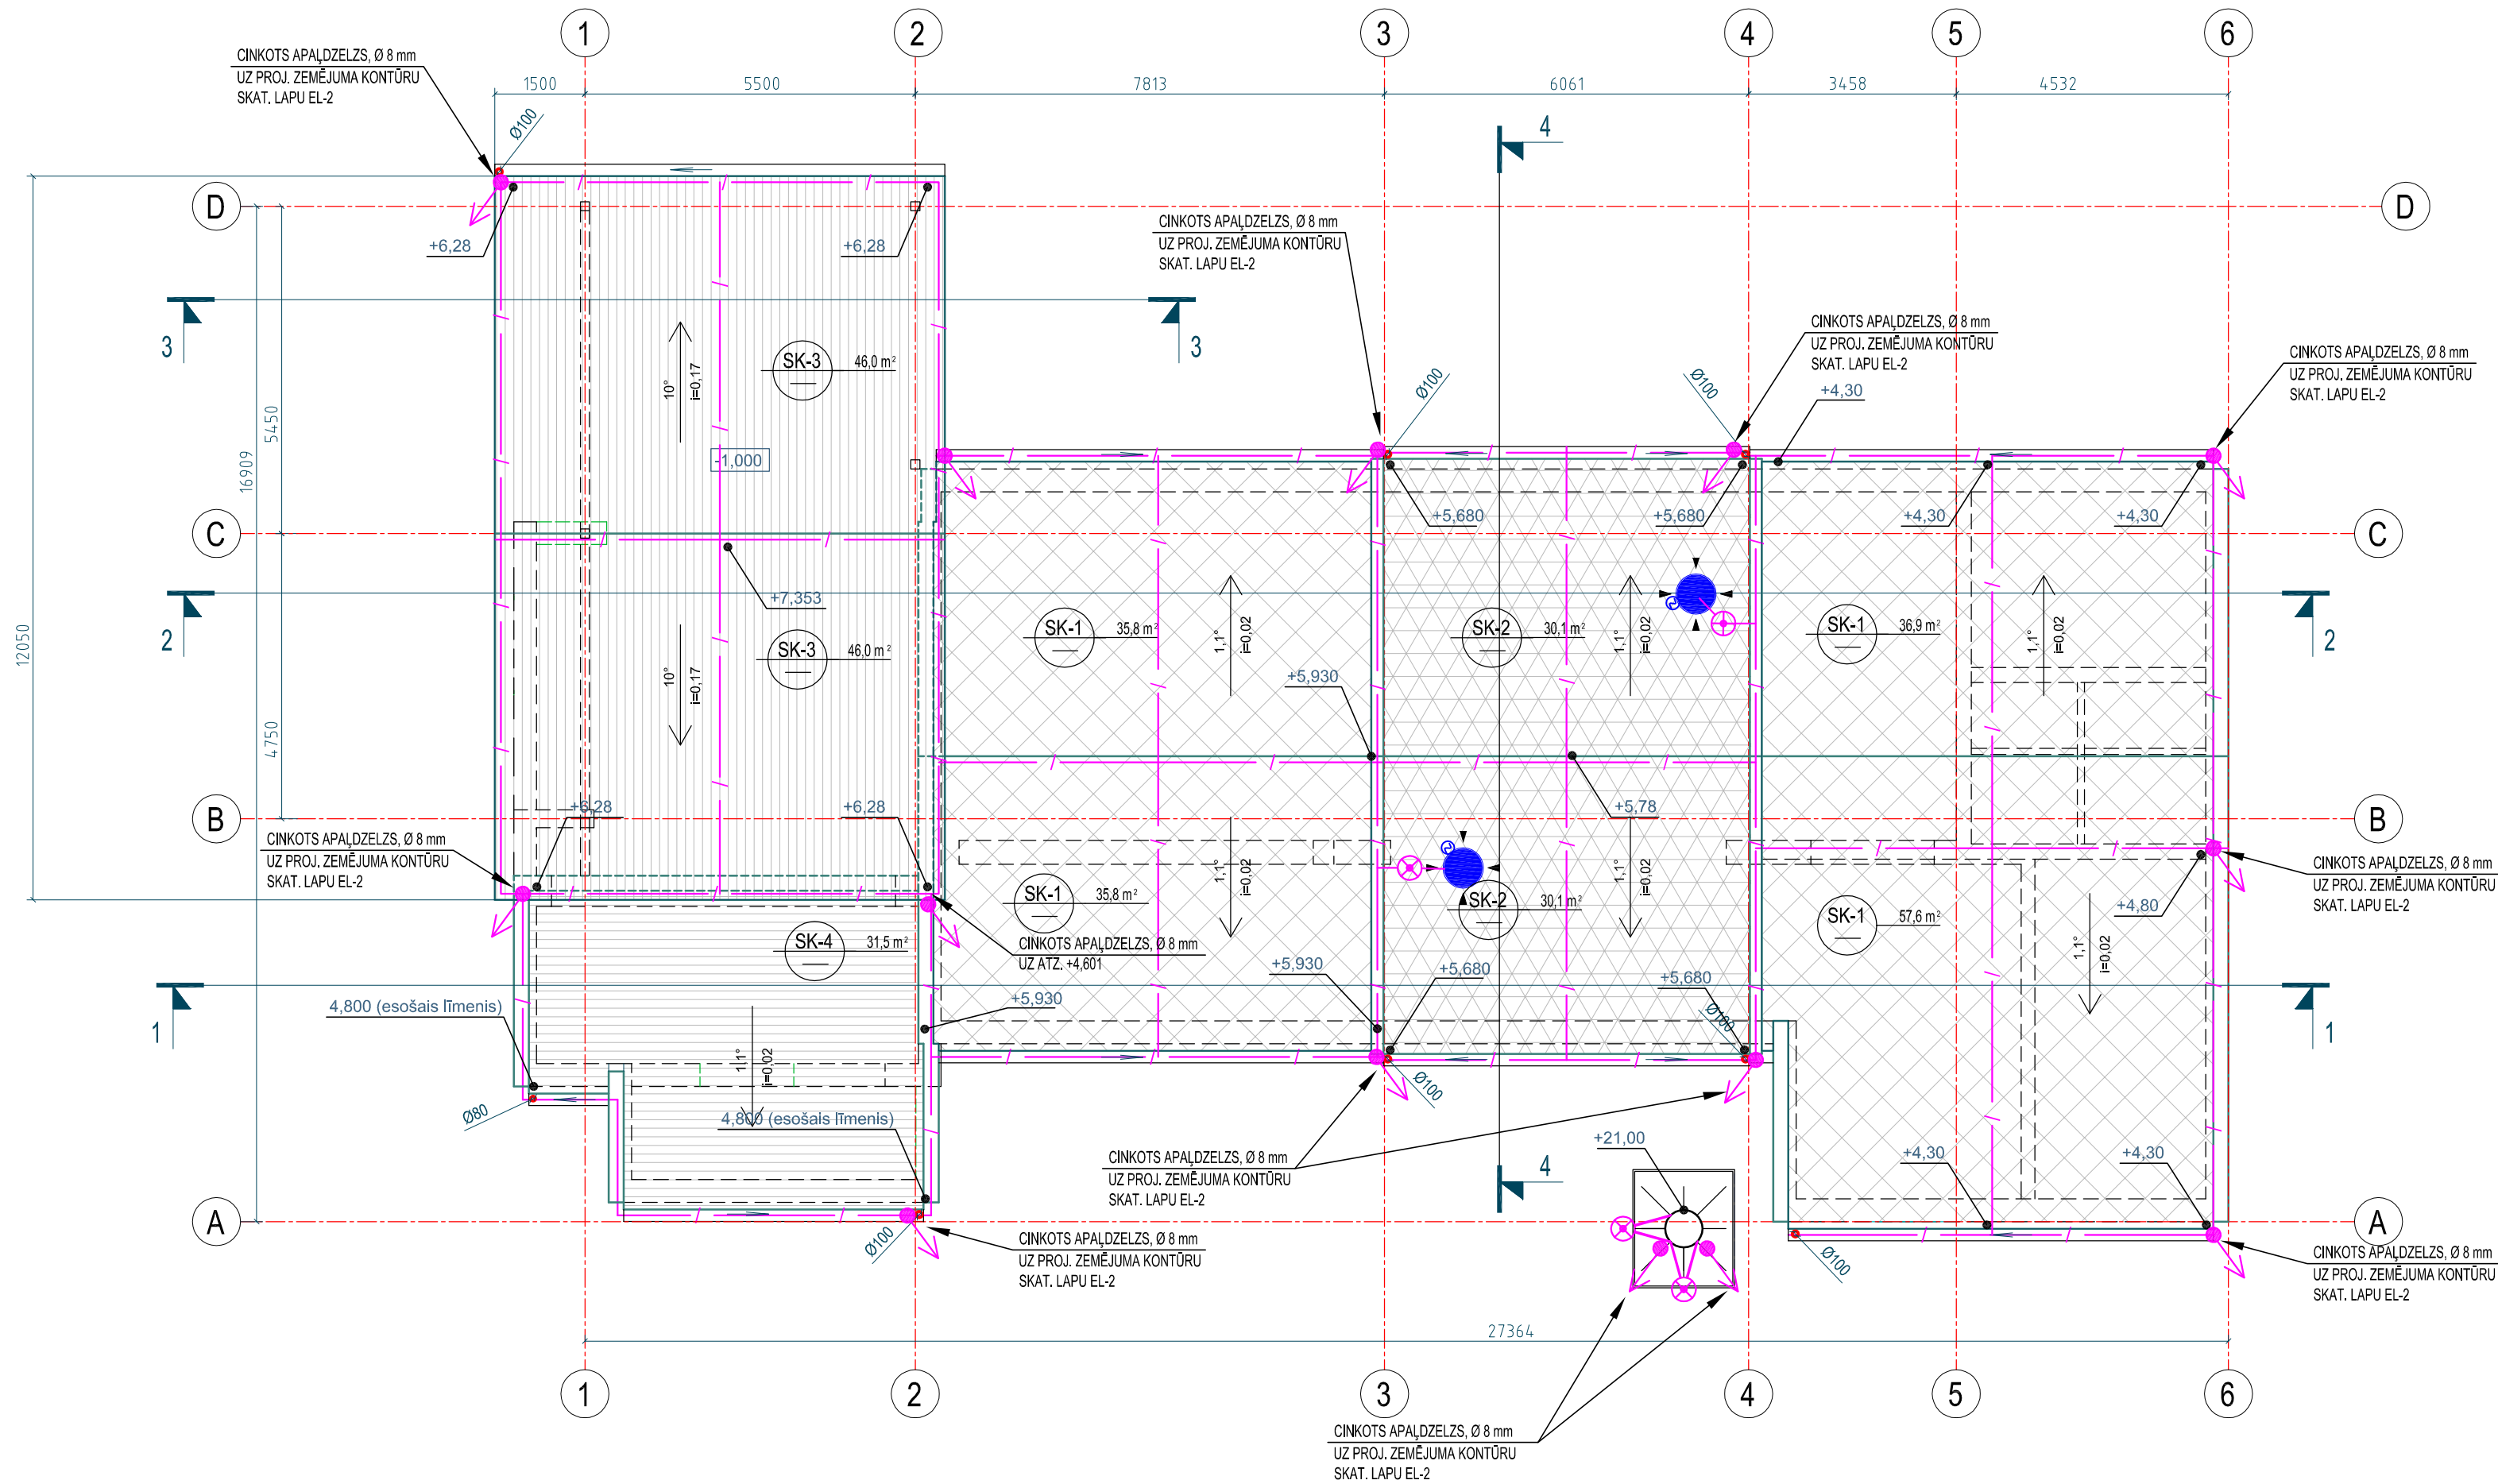 1
2
3
4
5
6
CINKOTS APAĻDZELZS, Ø 8 mm
UZ PROJ. ZEMĒJUMA KONTŪRU
SKAT. LAPU EL-2
1500
5500
7813
6061
3458
4532
Ø100
4
D
D
+6,28
+6,28
CINKOTS APAĻDZELZS, Ø 8 mm
UZ PROJ. ZEMĒJUMA KONTŪRU
SKAT. LAPU EL-2
3
3
CINKOTS APAĻDZELZS, Ø 8 mm
UZ PROJ. ZEMĒJUMA KONTŪRU
SKAT. LAPU EL-2
CINKOTS APAĻDZELZS, Ø 8 mm
UZ PROJ. ZEMĒJUMA KONTŪRU
SKAT. LAPU EL-2
SK-3 46,0 m²
10°
i=0,17
Ø100
Ø100
+4,30
5450
16909
-1,000
+5,680
+5,680
+4,30
+4,30
C
C
12050
2
2
+7,353
SK-3 46,0 m²
10°
i=0,17
SK-1 35,8 m²
1,1°
i=0,02
SK-2 30,1 m²
1,1°
i=0,02
SK-1 36,9 m²
1,1°
i=0,02
+5,930
4750
+6,28
+6,28
+5,78
B
B
CINKOTS APAĻDZELZS, Ø 8 mm
UZ PROJ. ZEMĒJUMA KONTŪRU
SKAT. LAPU EL-2
1,1°
i=0,02
1,1°
i=0,02
CINKOTS APAĻDZELZS, Ø 8 mm
UZ PROJ. ZEMĒJUMA KONTŪRU
SKAT. LAPU EL-2
SK-1 35,8 m²
SK-2 30,1 m²
SK-1 57,6 m²
+4,80
SK-4 31,5 m²
CINKOTS APAĻDZELZS, Ø 8 mm
UZ ATZ. +4,601
1,1°
i=0,02
+5,930
+5,680
+5,680
4,800 (esošais līmenis)
+5,930
1
1
Ø100
1,1°
i=0,02
Ø80
4,800 (esošais līmenis)
Ø100
+21,00
CINKOTS APAĻDZELZS, Ø 8 mm
UZ PROJ. ZEMĒJUMA KONTŪRU
SKAT. LAPU EL-2
4
+4,30
+4,30
A
A
Ø100
CINKOTS APAĻDZELZS, Ø 8 mm
UZ PROJ. ZEMĒJUMA KONTŪRU
SKAT. LAPU EL-2
Ø100
CINKOTS APAĻDZELZS, Ø 8 mm
UZ PROJ. ZEMĒJUMA KONTŪRU
SKAT. LAPU EL-2
27364
1
2
3
4
5
6
CINKOTS APAĻDZELZS, Ø 8 mm
UZ PROJ. ZEMĒJUMA KONTŪRU
SKAT. LAPU EL-2